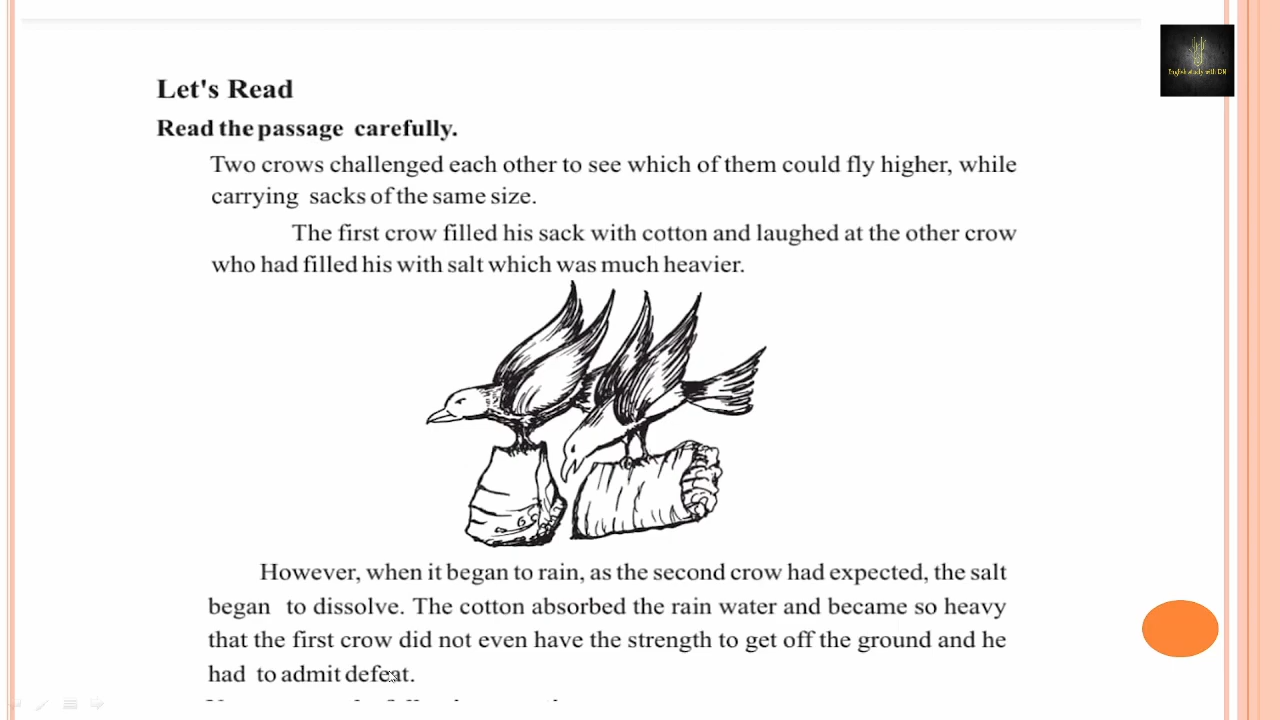 Let's Read
Read the passage carefully.
Two crows challenged each other to see which of them could fly higher, while
carrying sacks of the same size.
The first crow filled his sack with cotton and laughed at the other crow
who had filled his with salt which was much heavier.
However, when it began to rain, as the second crow had expected, the salt
began to dissolve. The cotton absorbed the rain water and became so heavy
that the first crow did not even have the strength to get off the ground and he
had to admit defeat.
English study with DN